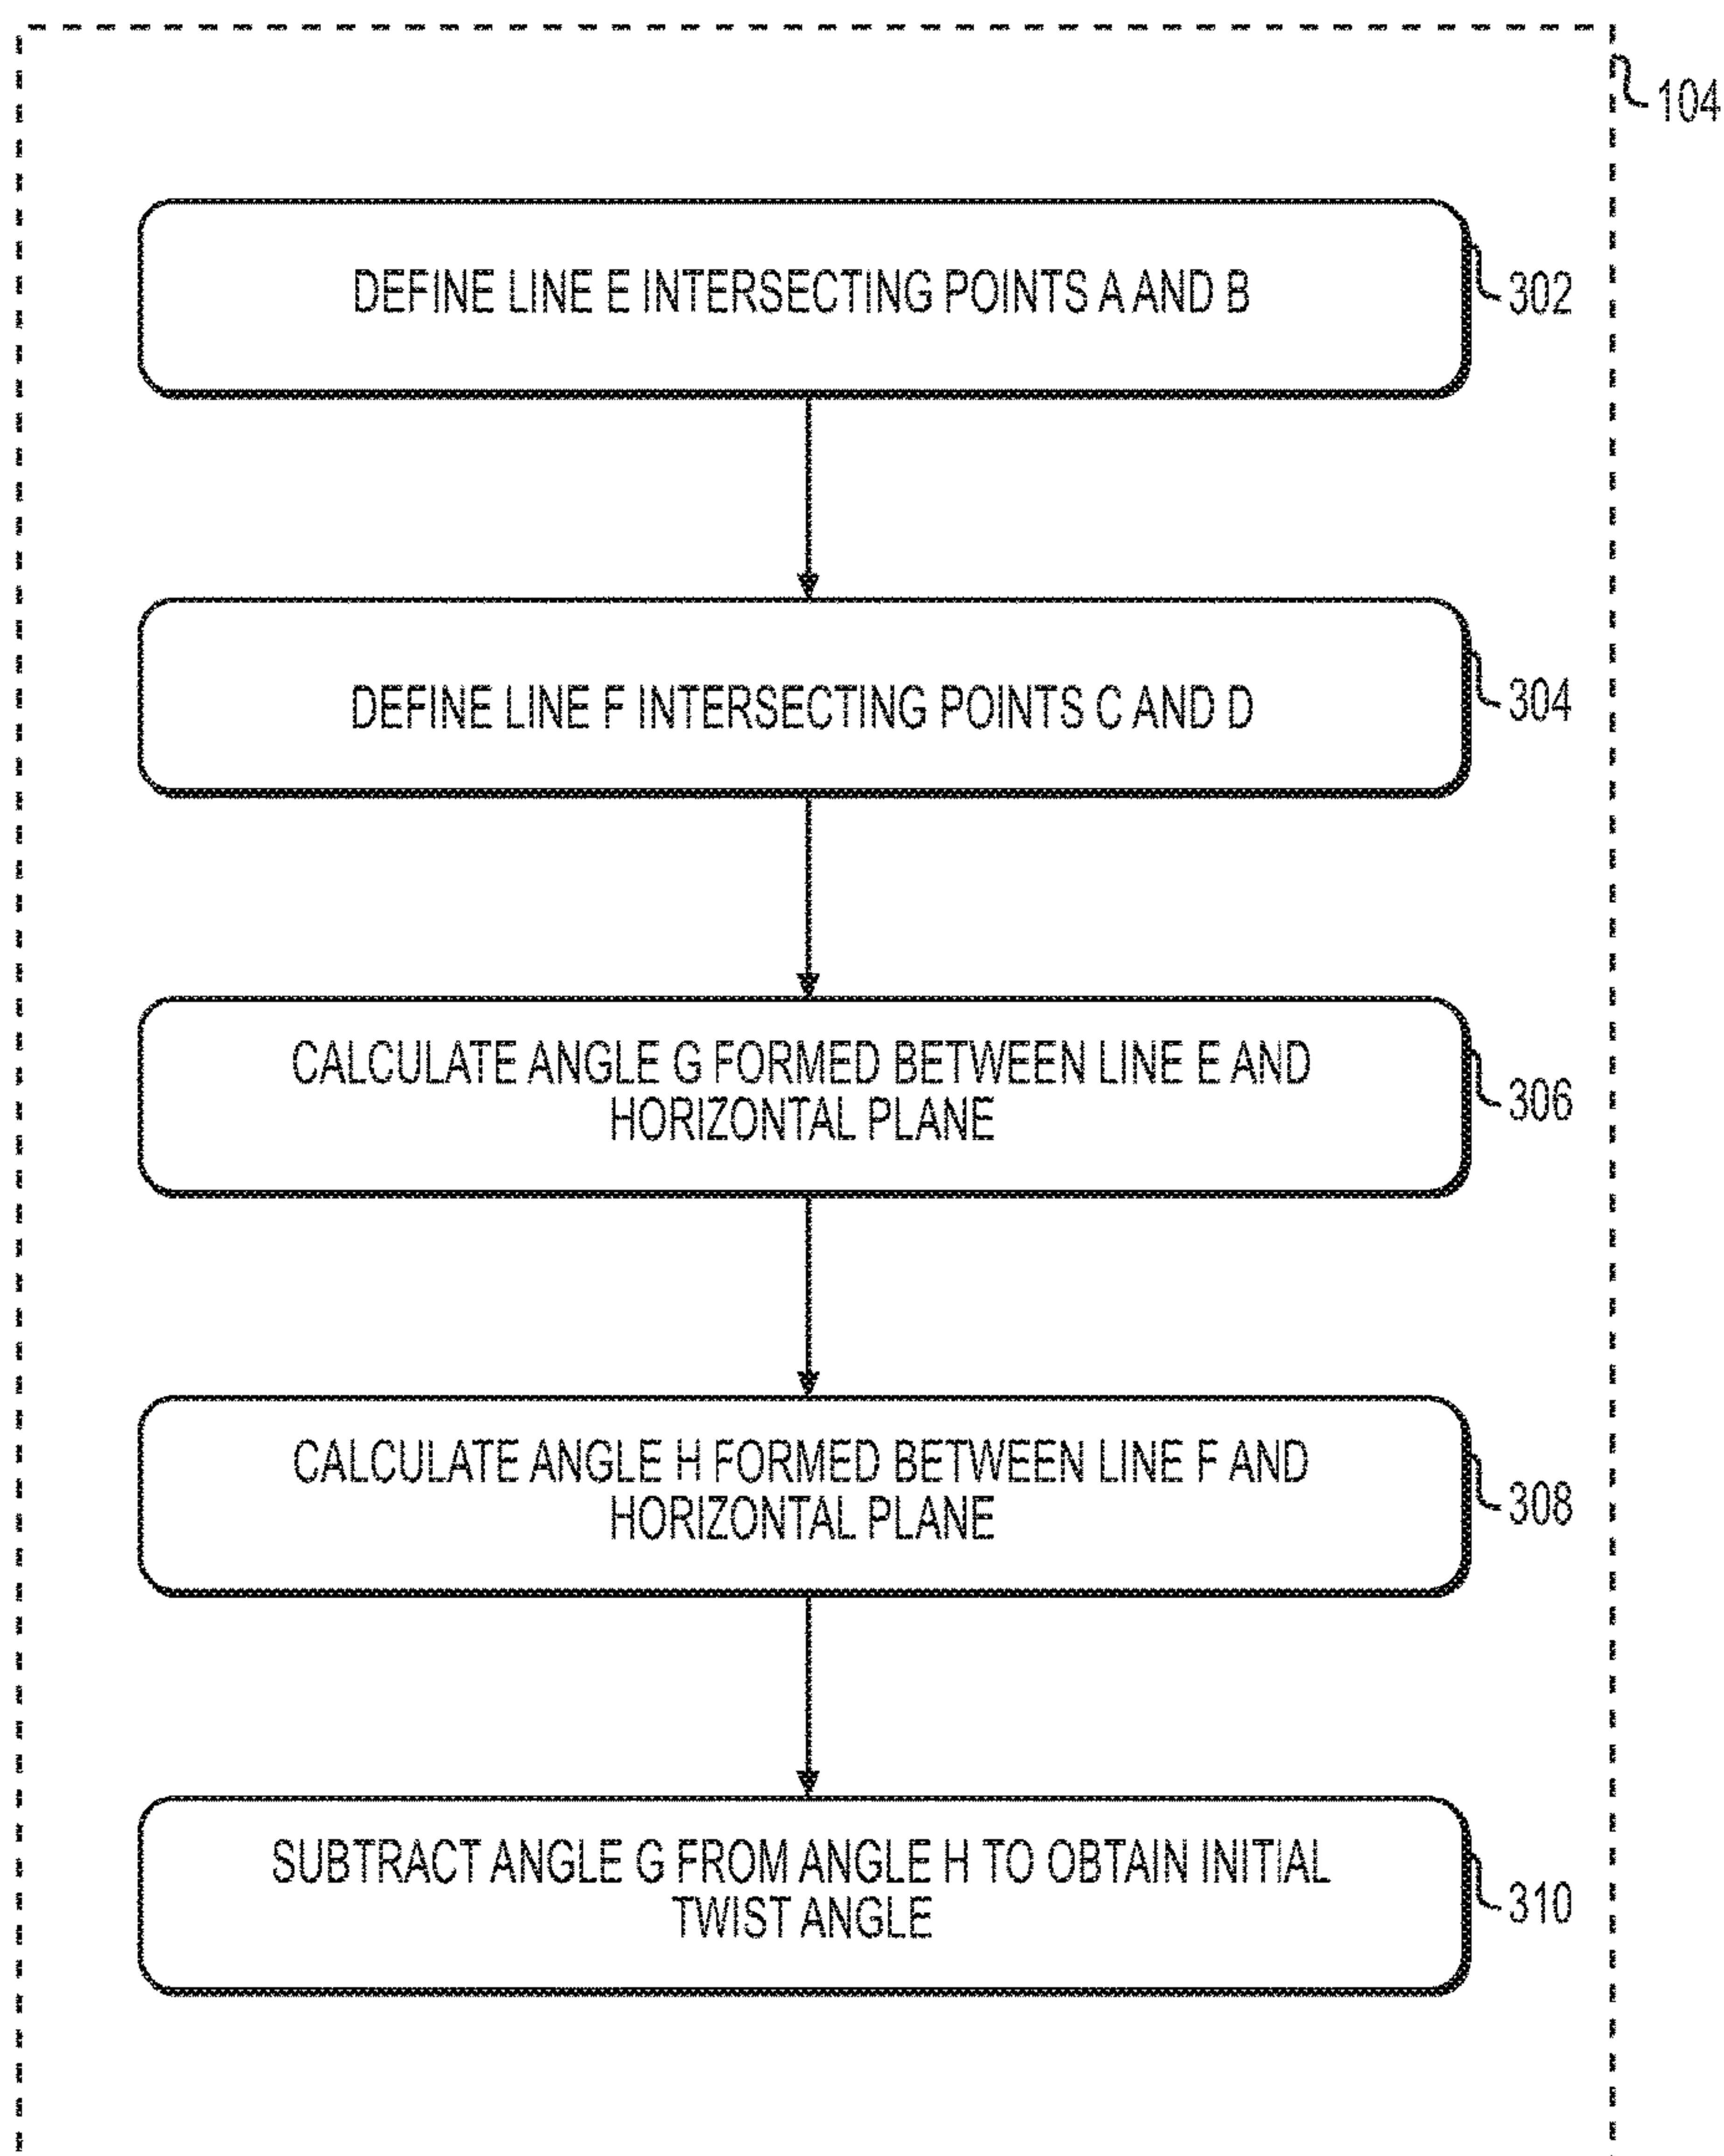 104
DEFINE LINE E INTERSECTING POINTS A AND B
302
DEFINE LINE F INTERSECTING POINTS C AND D
304
CALCULATE ANGLE G FORMED BETWEEN LINE E AND
HORIZONTAL PLANE
306
CALCULATE ANGLE H FORMED BETWEEN LINE F AND
HORIZONTAL PLANE
308
SUBTRACT ANGLE G FROM ANGLE H TO OBTAIN INITIAL
TWIST ANGLE
310